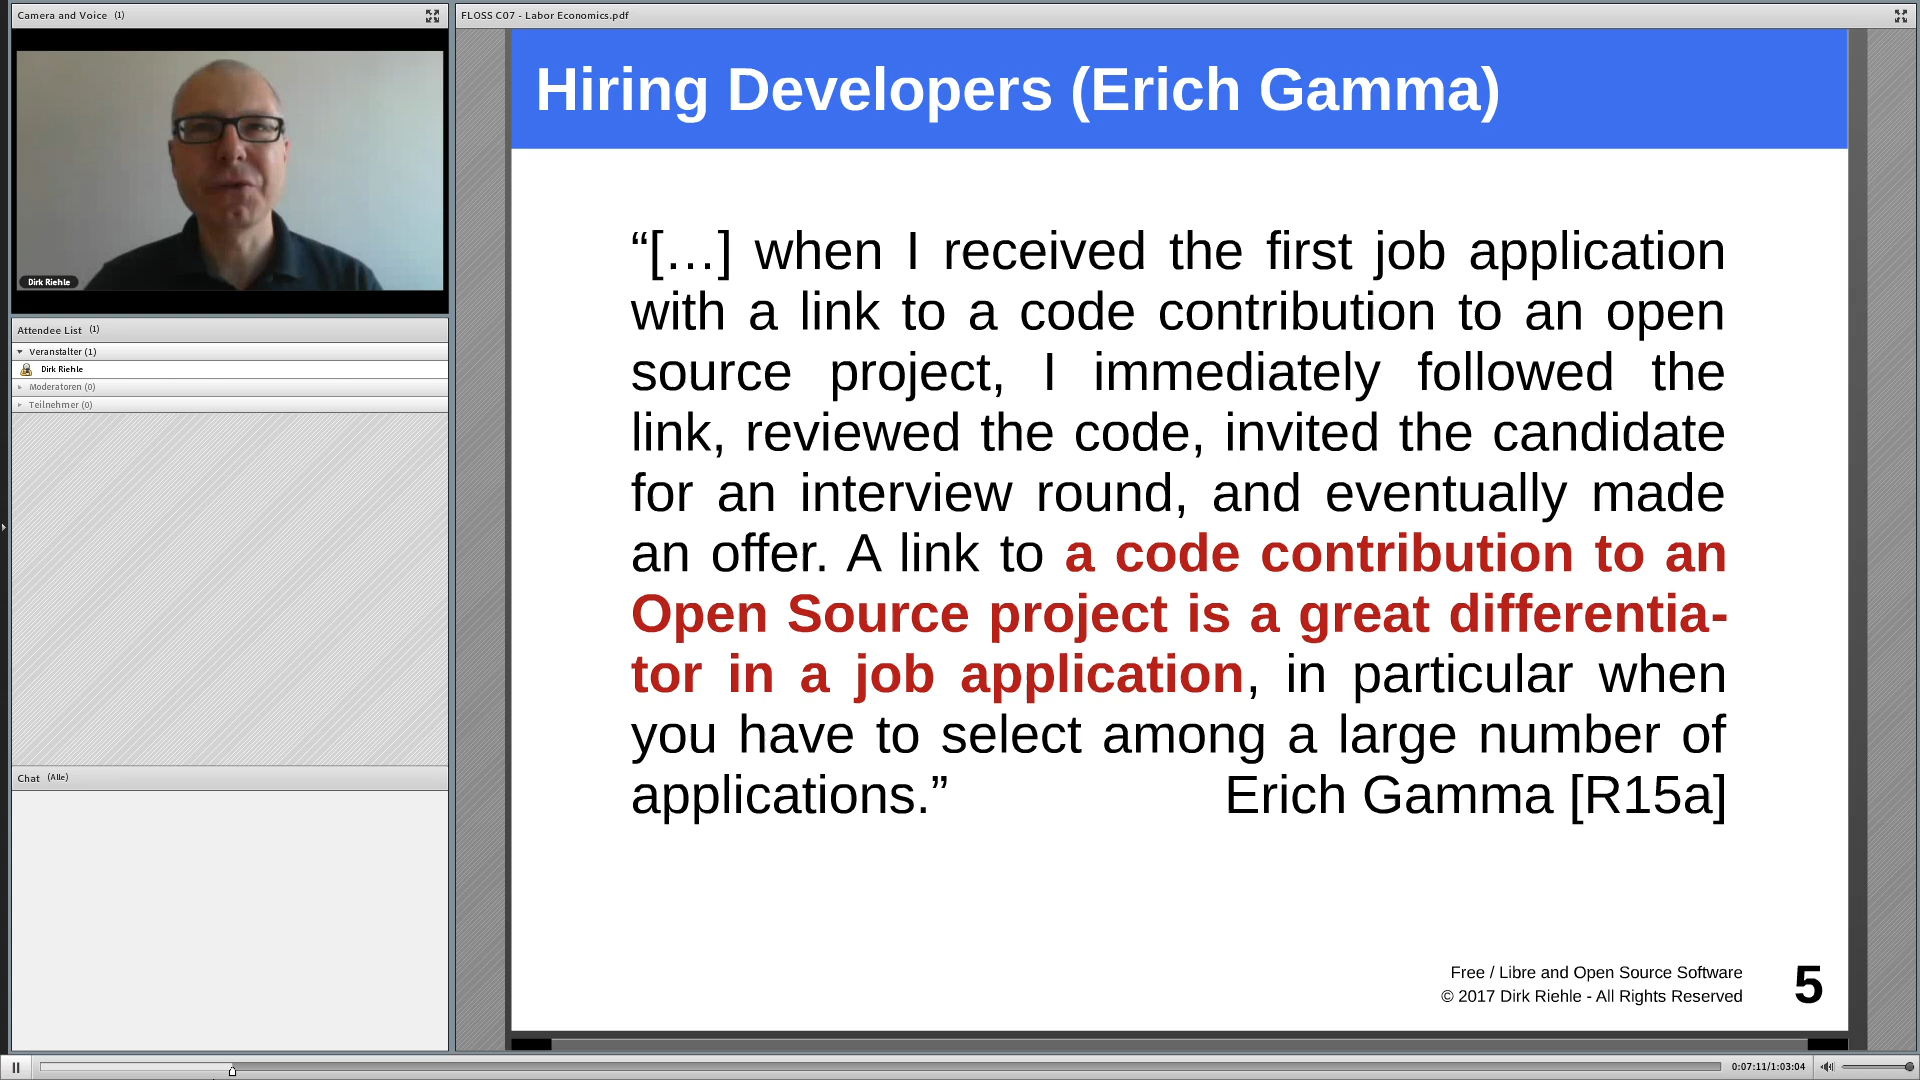 Camera and Voice (1)
Dirk Riehle
Attendee List (1)
Veranstalter (1)
Dirk Riehle
Moderatoren (0)
Teilnehmer (0)
Chat (Alle)
FLOSS C07 - Labor Economics.pdf
Hiring Developers (Erich Gamma)
“[…] when I received the first job application
with a link to a code contribution to an open
source project, I immediately followed the
link, reviewed the code, invited the candidate
for an interview round, and eventually made
an offer. A link to a code contribution to an
Open Source project is a great differentia-
tor in a job application, in particular when
you have to select among a large number of
applications.” Erich Gamma [R15a]
Free / Libre and Open Source Software
© 2017 Dirk Riehle - All Rights Reserved
5
0:07:11/1:03:04